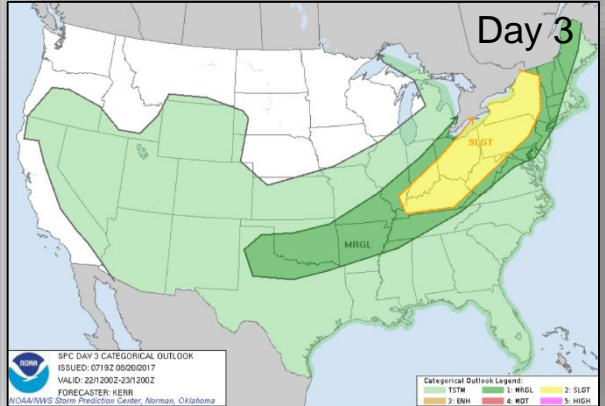 Day 3
SLGT
MRGL
NOAA
SPC DAY 3 CATEGORICAL OUTLOOK
ISSUED: 0719Z 08/20/2017
VALID: 22/1200Z-23/1200Z
FORECASTER: KERR
NOAA/NWS Storm Prediction Center, Norman, Oklahoma
Categorical Outlook Legend:
TSTM 1: MRGL 2: SLGT
3: ENH 4: MDT 5: HIGH